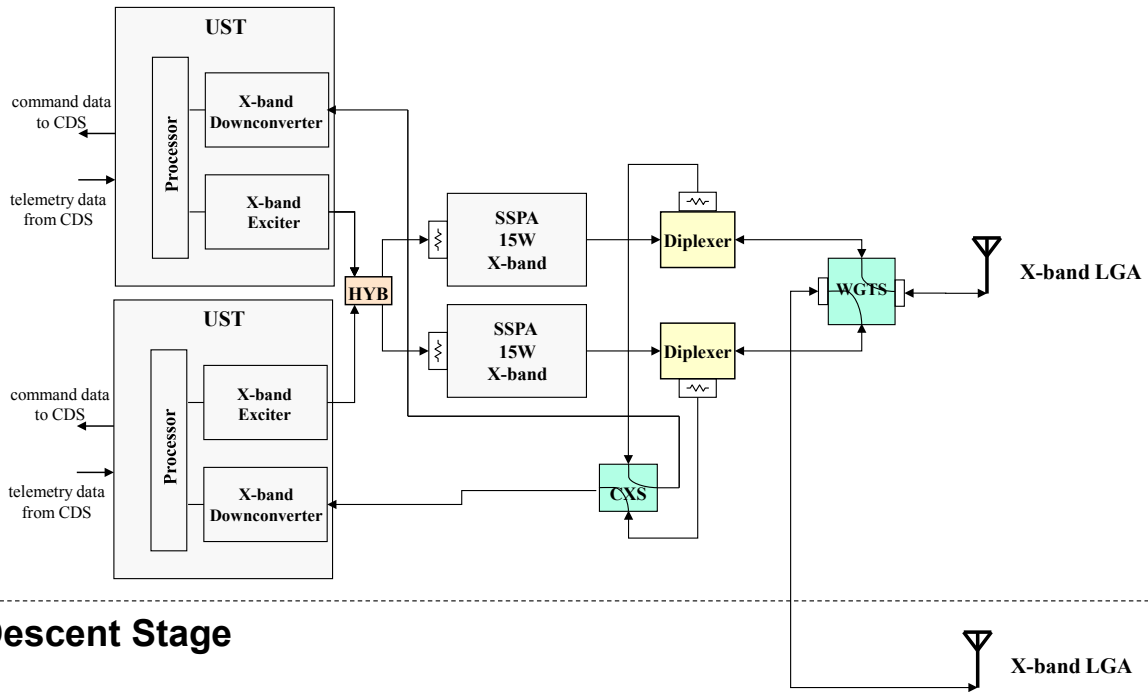 UST
command data
to CDS
telemetry data
from CDS
Processor
X-band
Downconverter
X-band
Exciter
HYB
SSPA
15W
X-band
Diplexer
WGTS
X-band LGA
UST
command data
to CDS
telemetry data
from CDS
Processor
X-band
Exciter
X-band
Downconverter
SSPA
15W
X-band
Diplexer
CXS
escent Stage
X-band LGA